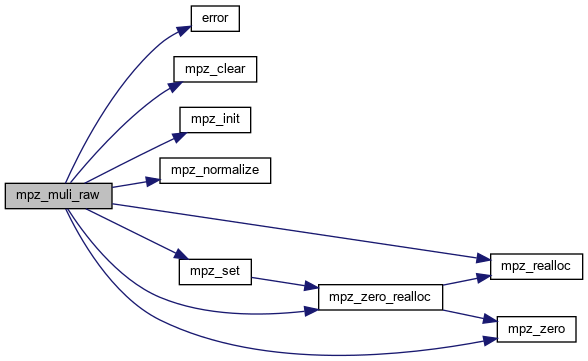 error
mpz_clear
mpz_init
mpz_normalize
mpz_muli_raw
mpz_realloc
mpz_set
mpz_zero_realloc
mpz_zero